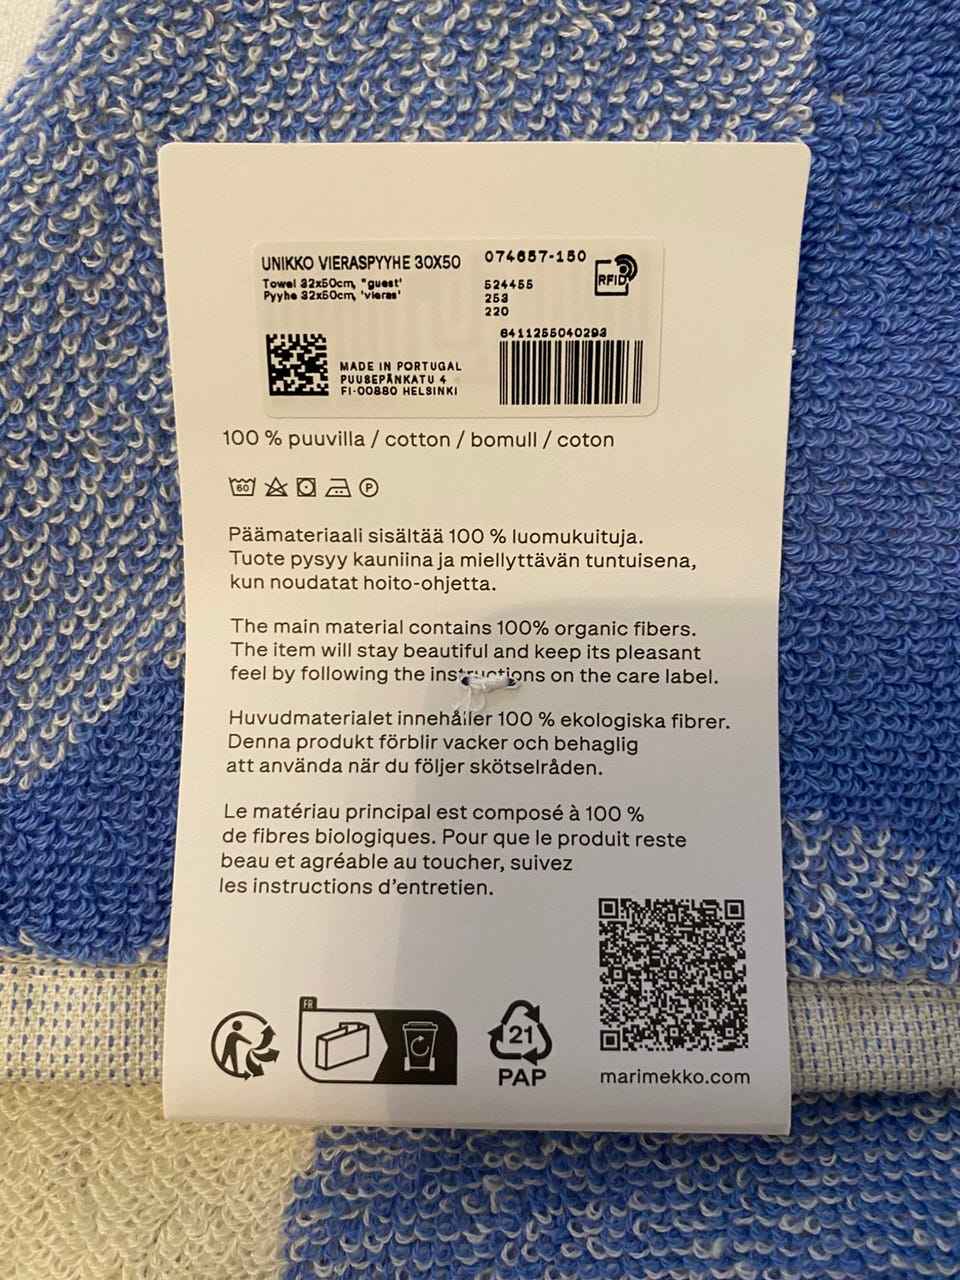 UNIKKO VIERASPYYHE 30X50
Towel 32x50cm, "guest'
Pyyhe 32x50cm, 'vieras'
074657-150
524455
253
220
RFID
6411255040293
MADE IN PORTUGAL
PUUSEPÄNKATU 4
FI-00880 HELSINKI
100 % puuvilla / cotton / bomull / coton
60
P
Päämateriaali sisältää 100 % luomukuituja.
Tuote pysyy kauniina ja miellyttävän tuntuisena,
kun noudatat hoito-ohjetta.
The main material contains 100% organic fibers.
The item will stay beautiful and keep its pleasant
feel by following the instructions on the care label.
Huvudmaterialet innehåller 100 % ekologiska fibrer.
Denna produkt förblir vacker och behaglig
att använda när du följer skötselråden.
Le matériau principal est composé à 100 %
de fibres biologiques. Pour que le produit reste
beau et agréable au toucher, suivez
les instructions d'entretien.
FR
21
PAP
marimekko.com